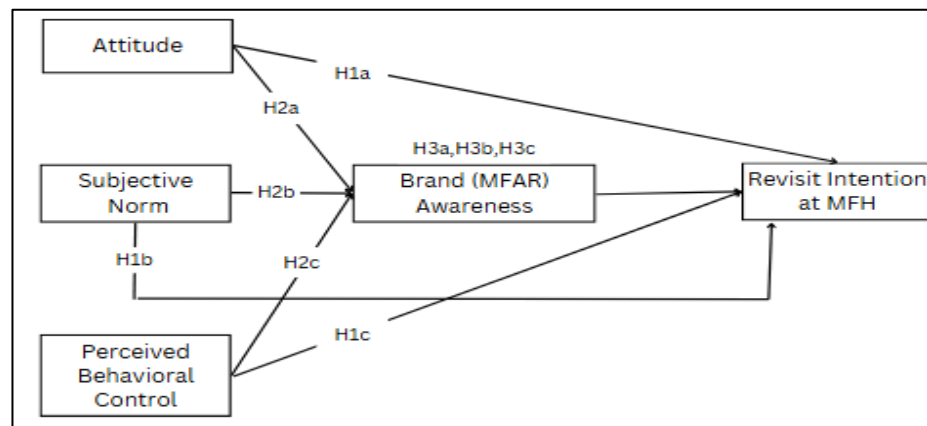 Attitude
H1a
H2a
H3a,H3b,H3c
Subjective
Norm
H2b
Brand (MFAR)
Awareness
Revisit Intention
at MFH
H1b
H2c
H1c
Perceived
Behavioral
Control